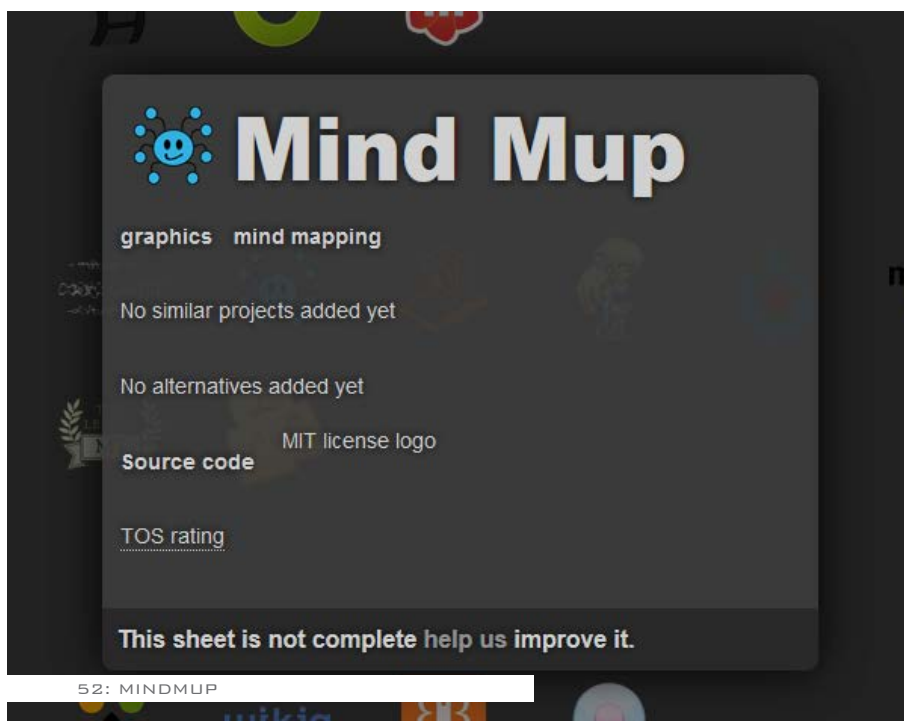 Mind Mup
graphics mind mapping
No similar projects added yet
No alternatives added yet
MIT license logo
Source code
TOS rating
This sheet is not complete help us improve it.
52: MINDMUP
wikia